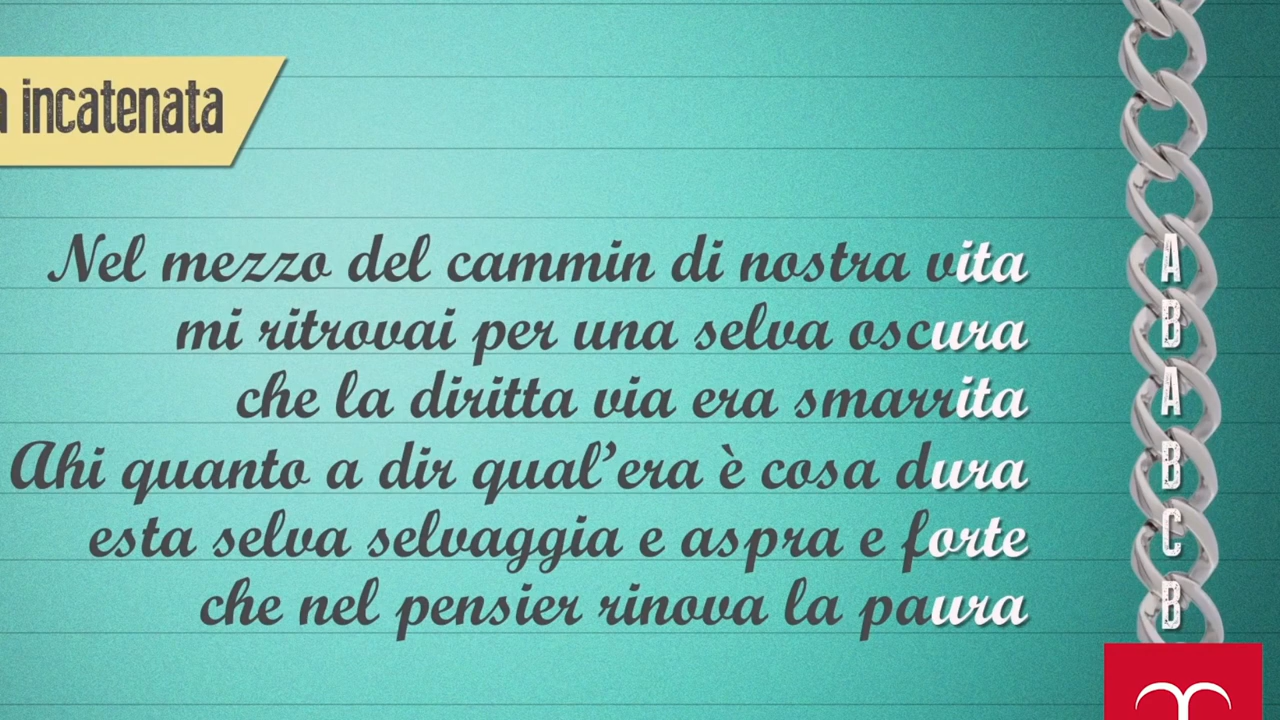 a incatenata
Nel mezzo del cammin di nostra vita
mi ritrovai per una selva oscura
che la diritta via era smarrita
Ahi quanto a dir qual’era è cosa dura
esta selva selvaggia e aspra e forte
che nel pensier rinova la paura
A
B
A
B
C
B